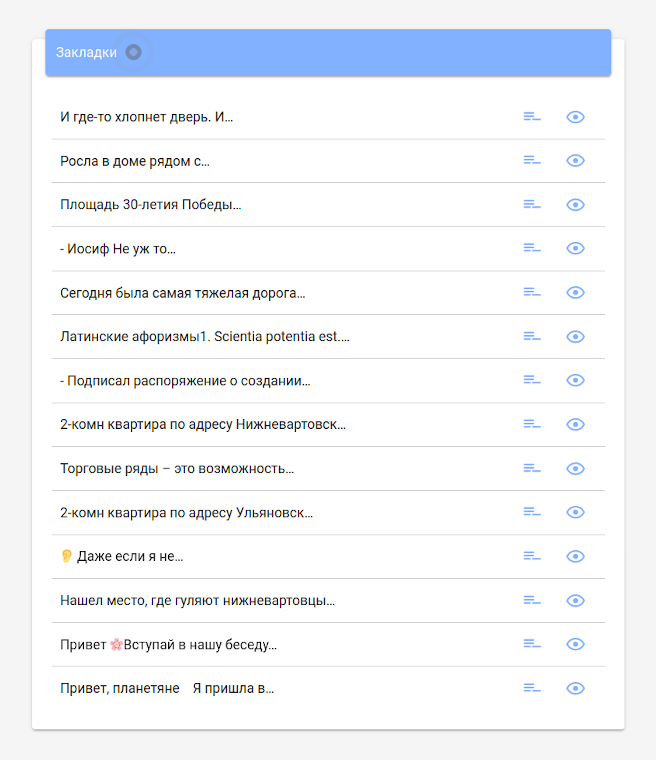 Закладки
И где-то хлопнет дверь. И...
Росла в доме рядом с...
Площадь 30-летия Победы...
- Иосиф Не уж то...
Сегодня была самая тяжелая дорога...
Латинские афоризмы1. Scientia potentia est....
- Подписал распоряжение о создании...
2-комн квартира по адресу Нижневартовск...
Торговые ряды – это возможность...
2-комн квартира по адресу Ульяновск...
👂 Даже если я не...
Нашел место, где гуляют нижневартовцы...
Привет 🌸Вступай в нашу беседу...
Привет, планетяне Я пришла в...